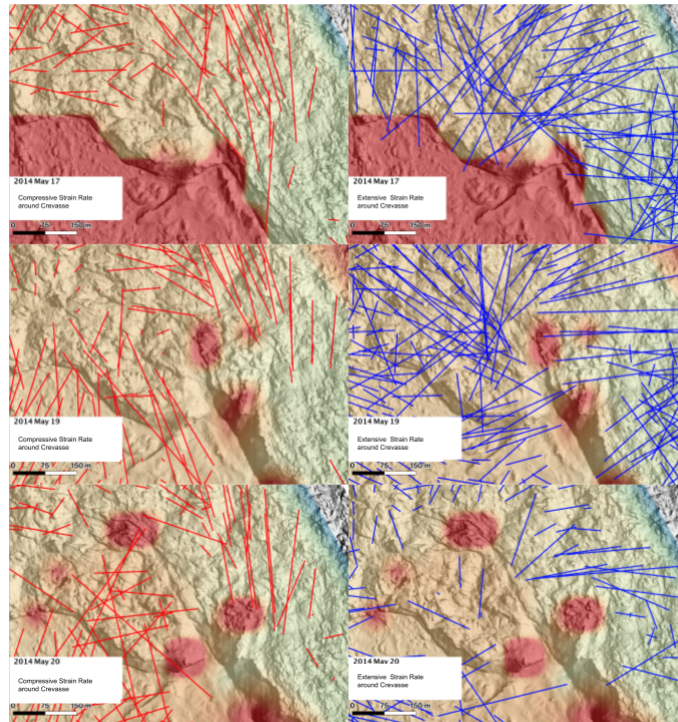 2014 May 17
Compressive Strain Rate
around Crevasse
0 75 150 m
2014 May 17
Extensive Strain Rate
around Crevasse
0 75 150 m
2014 May 19
Compressive Strain Rate
around Crevasse
0 75 150 m
2014 May 19
Extensive Strain Rate
around Crevasse
0 75 150 m
2014 May 20
Compressive Strain Rate
around Crevasse
0 75 150 m
2014 May 20
Extensive Strain Rate
around Crevasse
0 75 150 m